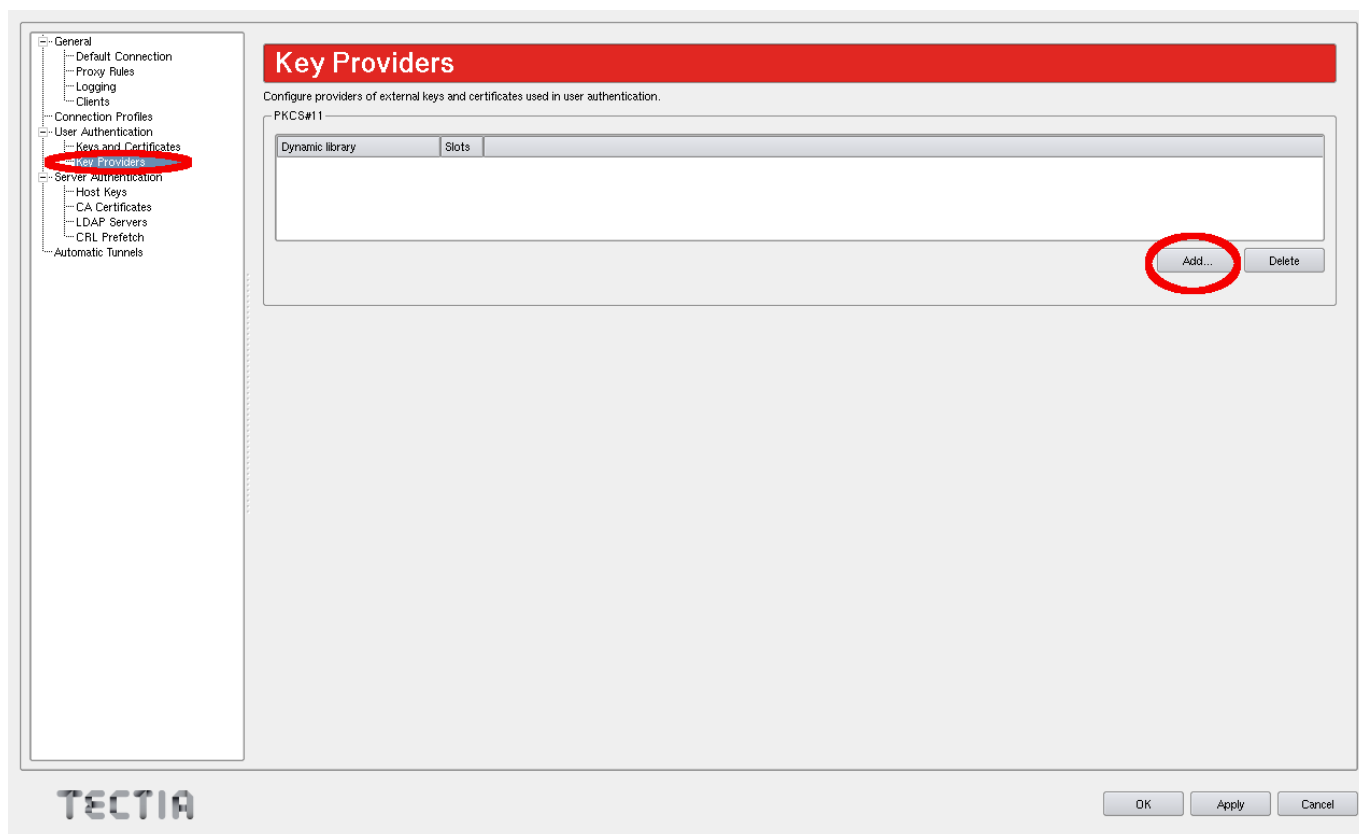 General
Default Connection
Proxy Rules
Logging
Clients
Connection Profiles
User Authentication
Keys and Certificates
Key Providers
Server Authentication
Host Keys
CA Certificates
LDAP Servers
CRL Prefetch
Automatic Tunnels
Key Providers
Configure providers of external keys and certificates used in user authentication.
PKCS#11
Dynamic library Slots
Add... Delete
TECTIA
OK Apply Cancel